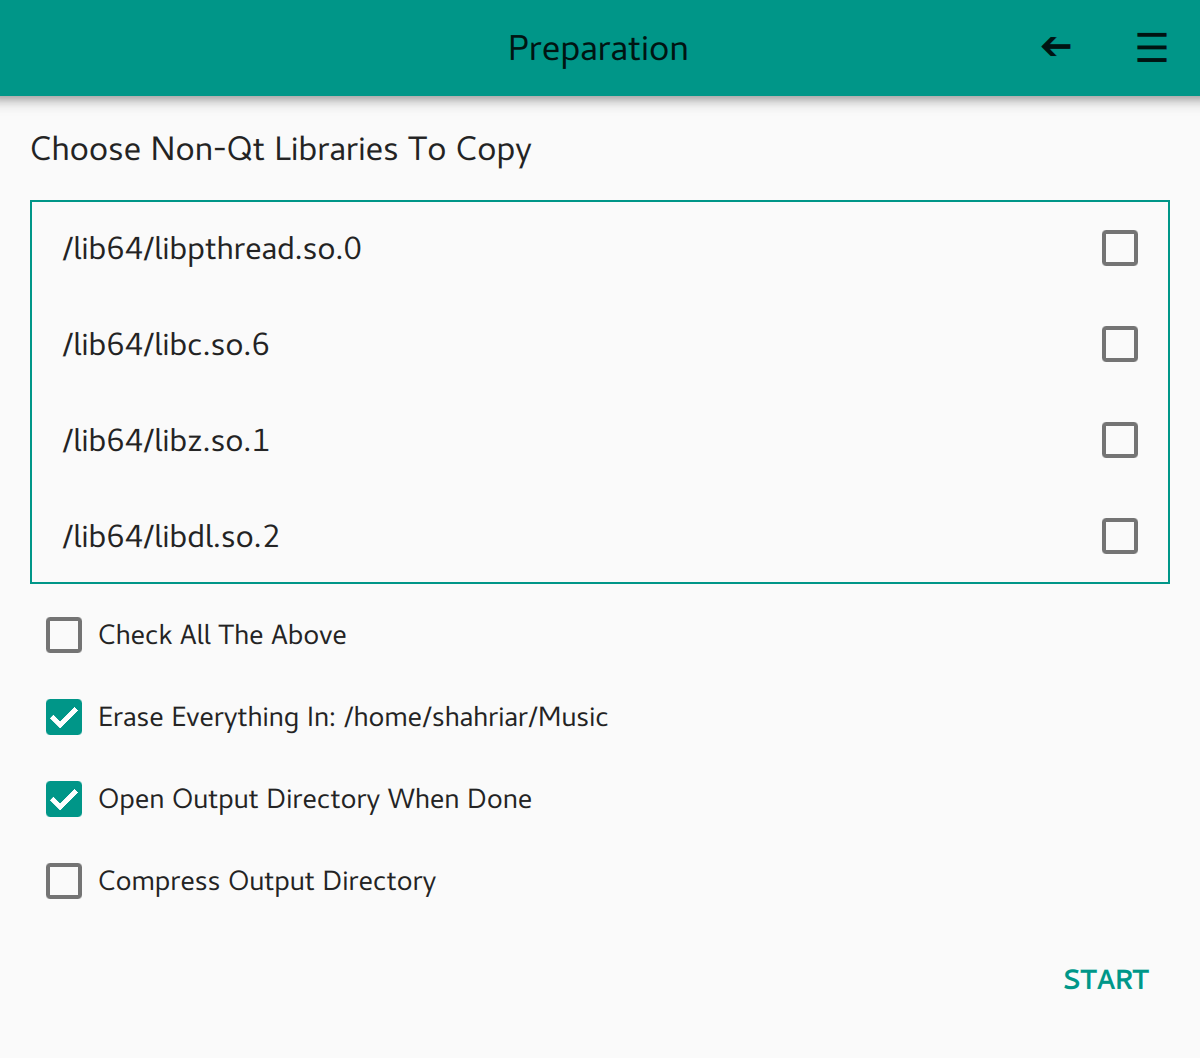 Preparation
Choose Non-Qt Libraries To Copy
/lib64/libpthread.so.0
/lib64/libc.so.6
/lib64/libz.so.1
/lib64/libdl.so.2
Check All The Above
Erase Everything In: /home/shahriar/Music
Open Output Directory When Done
Compress Output Directory
START